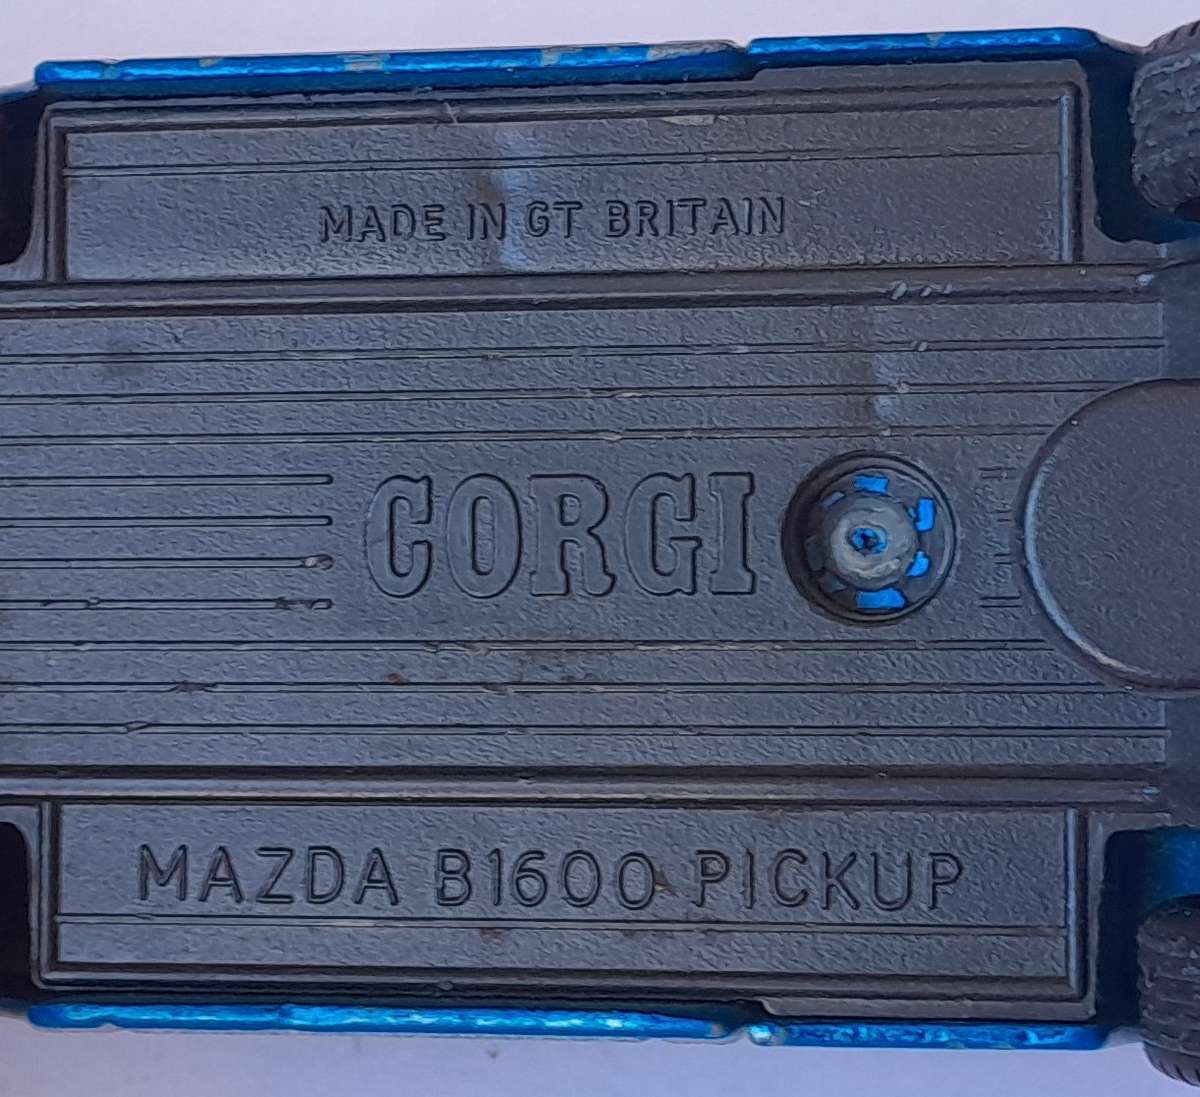 MADE IN GT BRITAIN
CORGI
MAZDA B1600 PICKUP